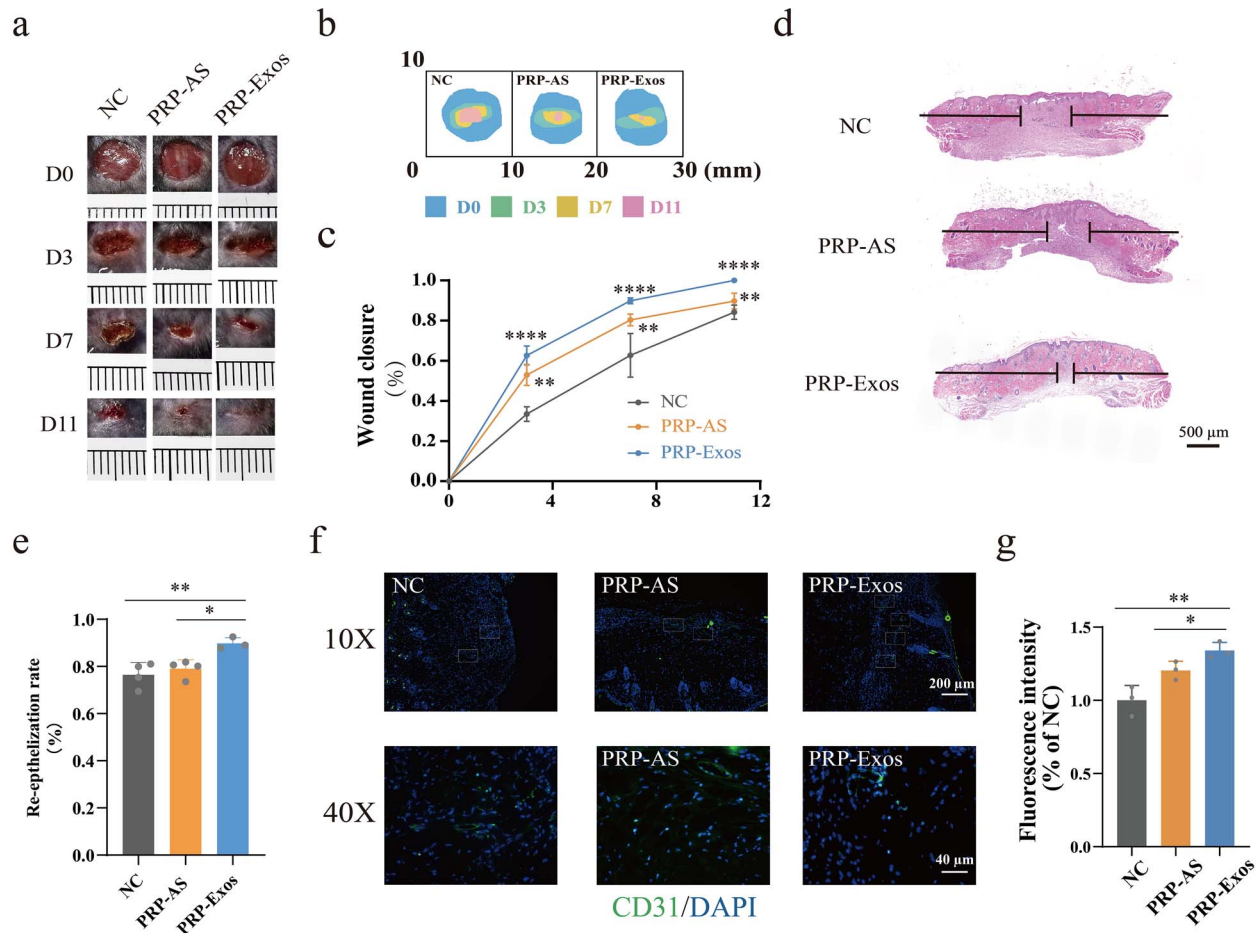 a
NC
PRP-AS
PRP-Exos
D0
D3
D7
D11
b
10
NC
PRP-AS
PRP-Exos
0
10
20
30 (mm)
D0 D3 D7 D11
c
Wound closure
(%)
1.0
0.8
0.6
0.4
0.2
0.0
0
4
8
12
****
**
****
**
****
**
NC
PRP-AS
PRP-Exos
d
NC
PRP-AS
PRP-Exos
500 μm
e
Re-epthelization rate
(%)
**
*
1.0
0.8
0.6
0.8
0.2
0.0
NC
PRP-AS
PRP-Exos
f
10X
NC
PRP-AS
PRP-Exos
200 μm
40X
PRP-AS
PRP-Exos
40 μm
CD31/DAPI
g
Fluorescence intensity
(% of NC)
**
*
1.5
1.0
0.5
0.0
NC
PRP-AS
PRP-Exos